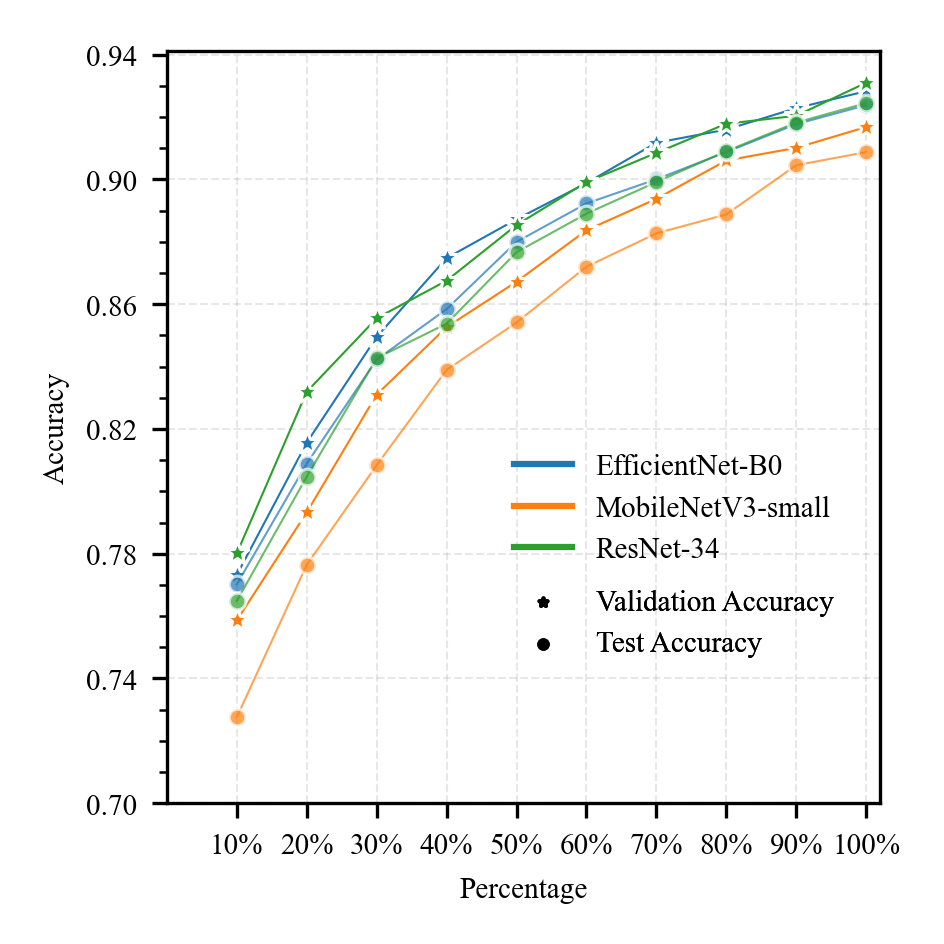 0.94
0.90
0.86
0.82
0.78
0.74
0.70
Accuracy
EfficientNet-B0
MobileNetV3-small
ResNet-34
Validation Accuracy
Test Accuracy
10% 20% 30% 40% 50% 60% 70% 80% 90% 100%
Percentage